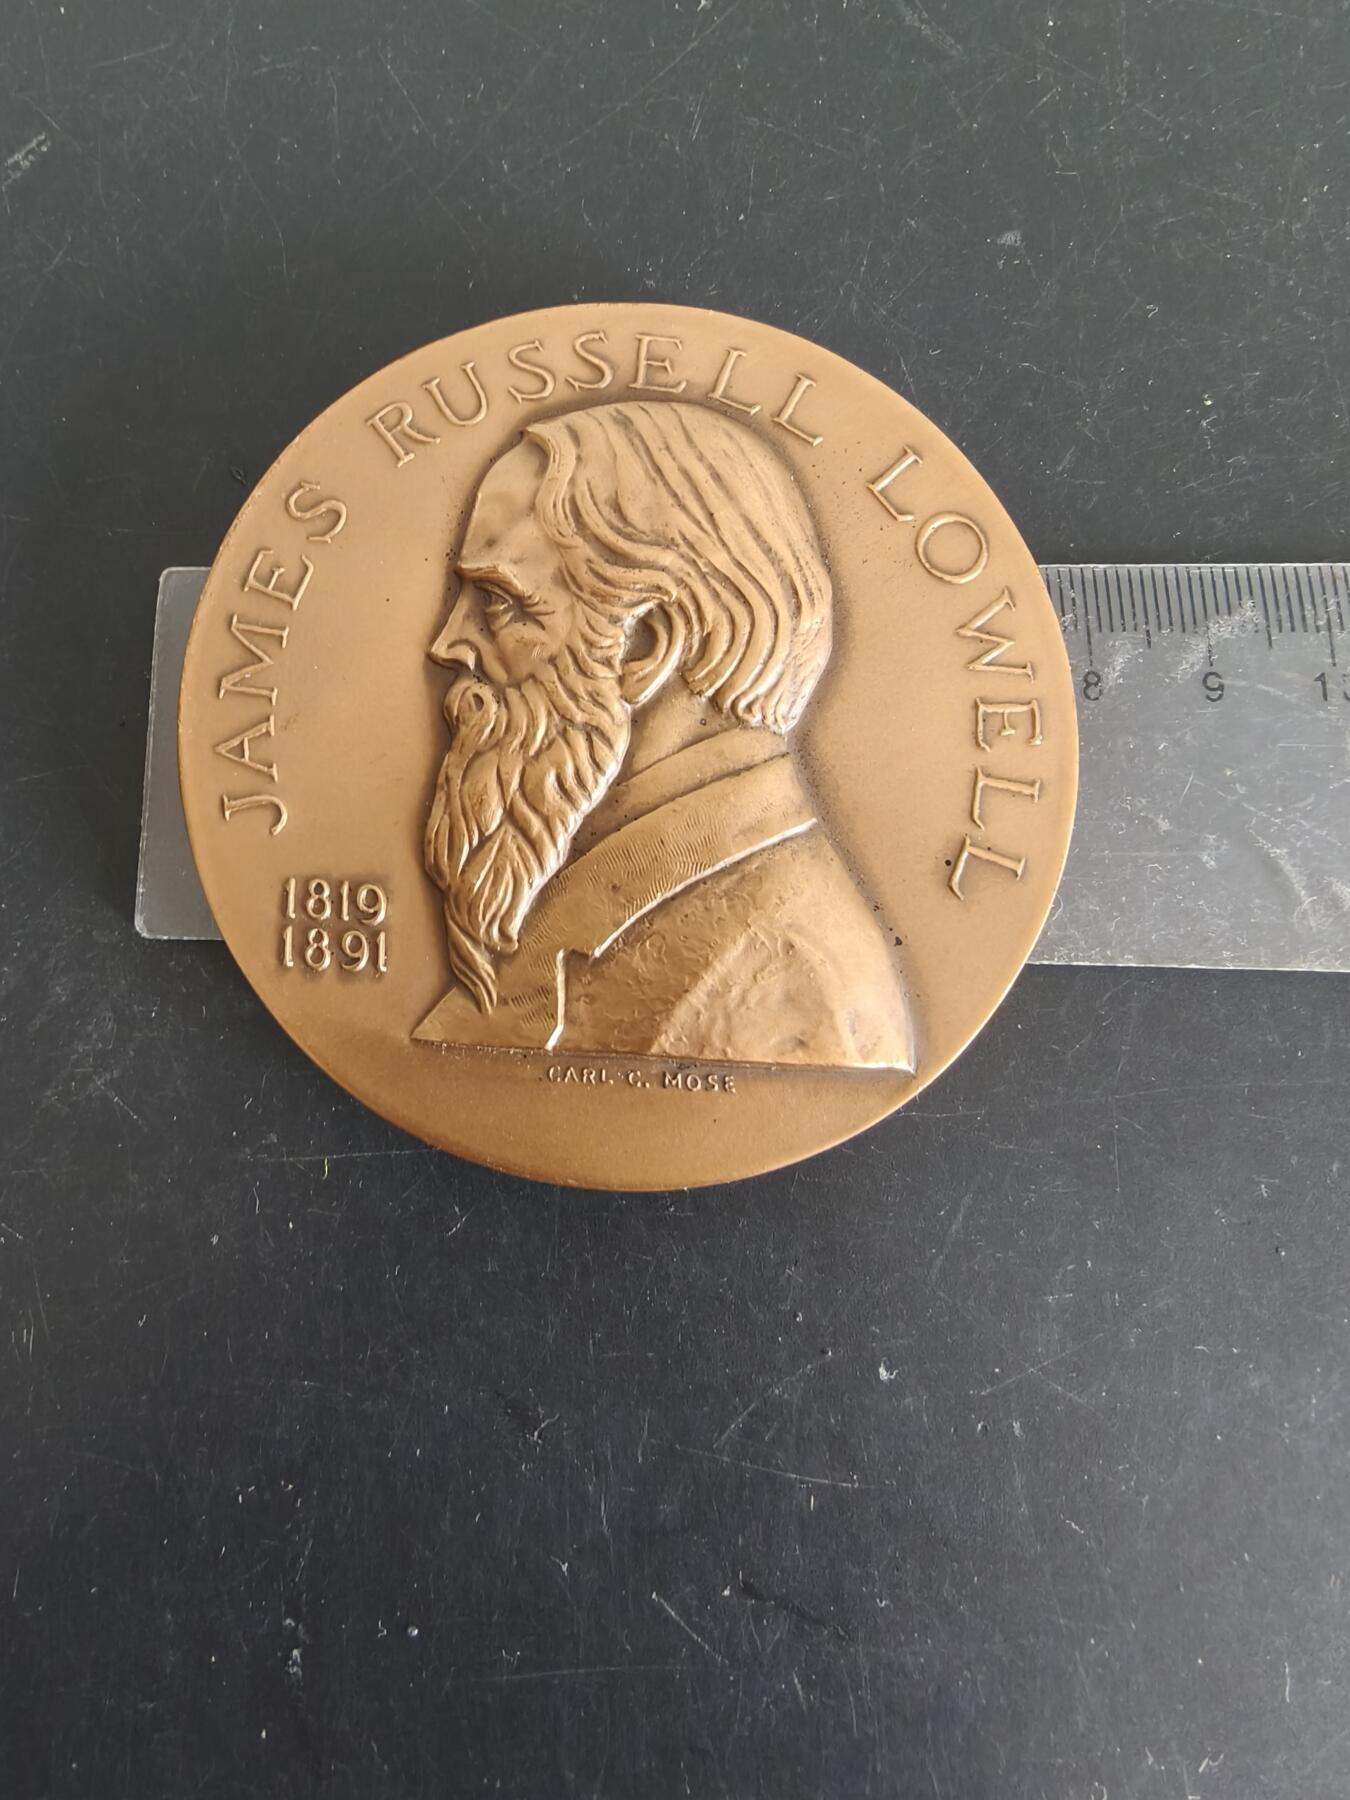 JAMES RUSSELL LOWELL
1819
1891
CARL C. MOSE
8 9